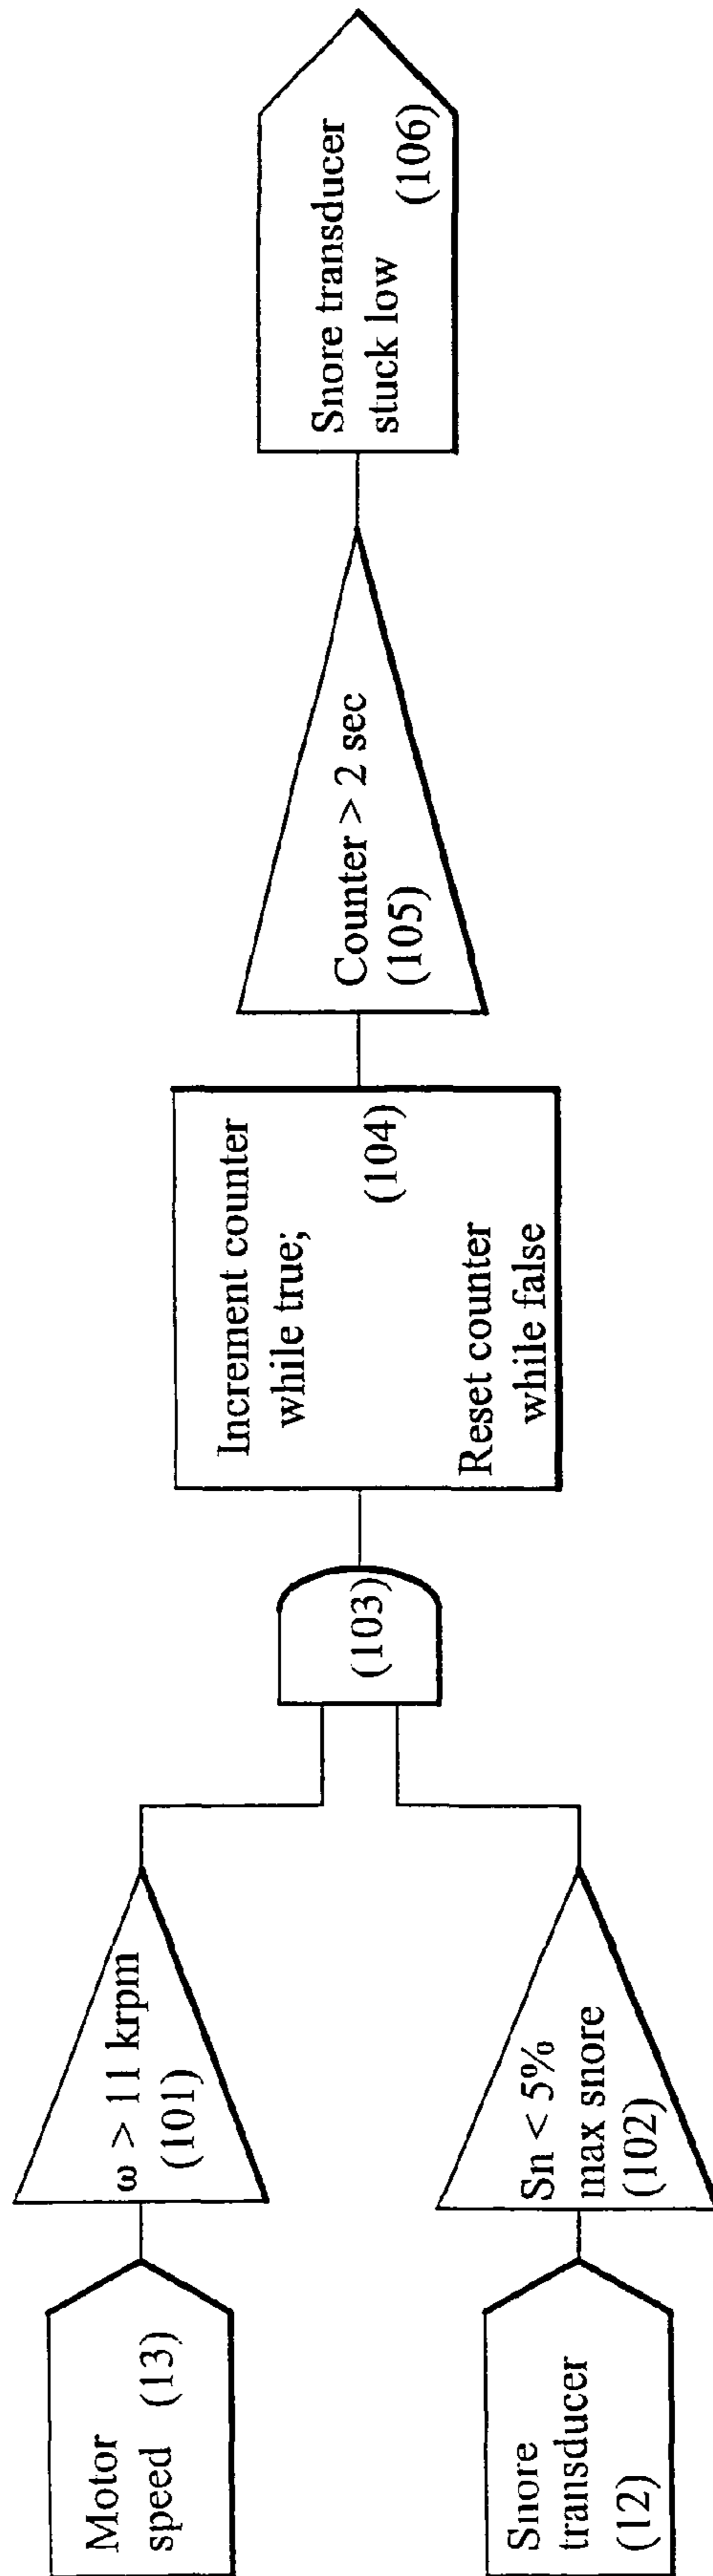 Motor
speed (13)
ω > 11 krpm
(101)
Snore
transducer
(12)
Sn < 5%
max snore
(102)
(103)
Increment counter
while true;
(104)
Reset counter
while false
Counter > 2 sec
(105)
Snore transducer
stuck low
(106)